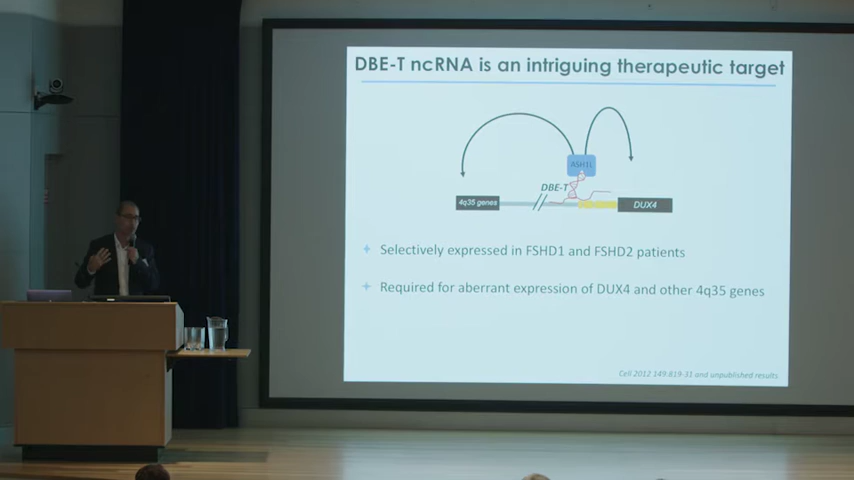 DBE-T ncRNA is an intriguing therapeutic target
ASH1L
DBE-T
4q35 genes
DUX4
Selectively expressed in FSHD1 and FSHD2 patients
Required for aberrant expression of DUX4 and other 4q35 genes
Cell 2012 149:819-31 and unpublished results